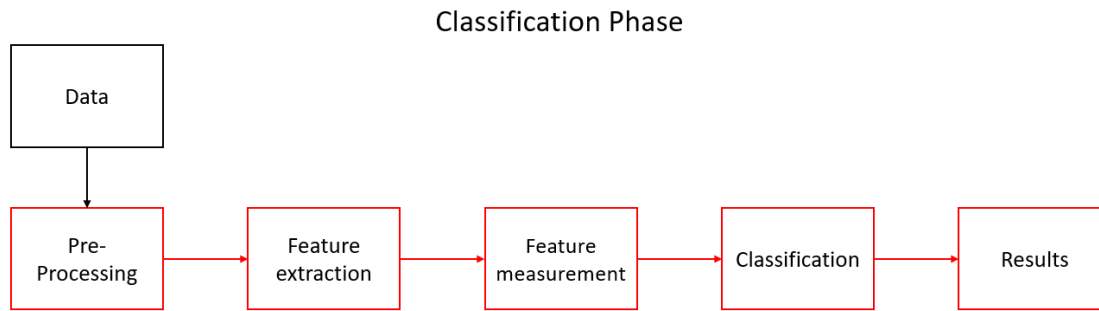 Classification Phase
Data
Pre-
Processing
Feature
extraction
Feature
measurement
Classification
Results